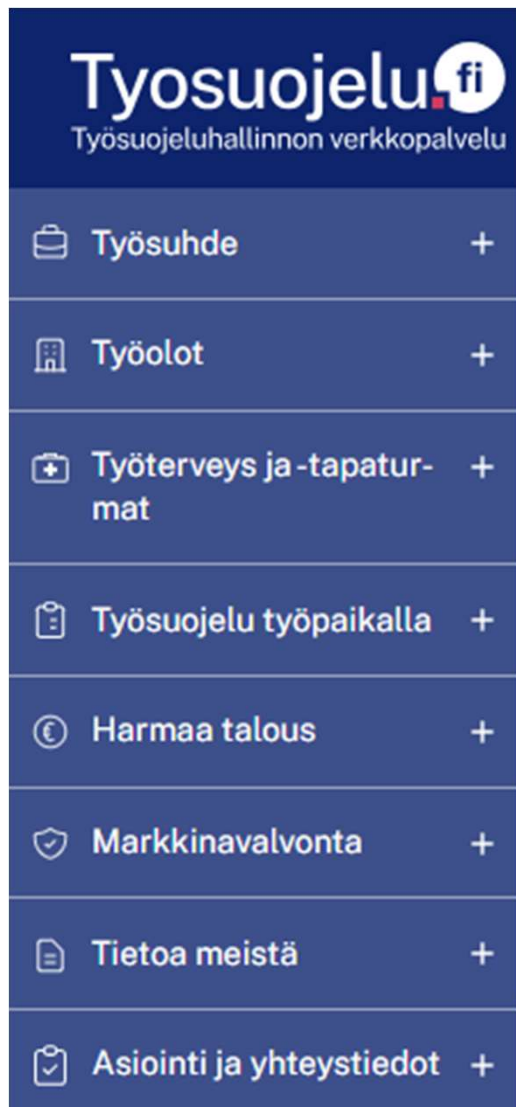 Tyosuojelu.fi
Työsuojeluhallinnon verkkopalvelu
Työsuhde +
Työolot +
Työterveys ja -tapatur- +
mat
Työsuojelu työpaikalla +
Harmaa talous +
Markkinavalvonta +
Tietoa meistä +
Asiointi ja yhteystiedot +